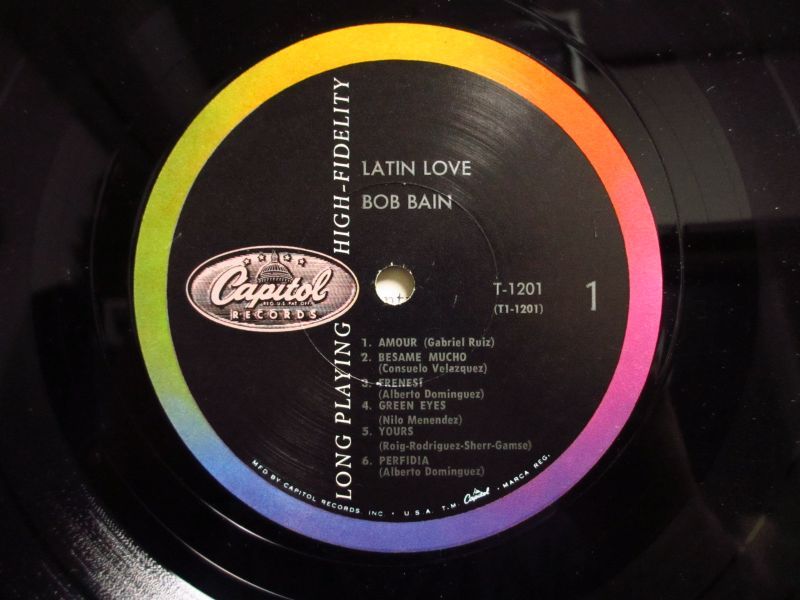 LONG PLAYING HIGH-FIDELITY
LATIN LOVE
BOB BAIN
Capitol
REG. U.S. PAT. OFF.
RECORDS
T-1201
(T1-1201)
1
1. AMOUR (Gabriel Ruiz)
2. BESAME MUCHO
(Consuelo Velazquez)
3. FRENESI
(Alberto Dominguez)
4. GREEN EYES
(Nilo Menendez)
5. YOURS
(Roig-Rodriguez-Sherr-Gamse)
6. PERFIDIA
(Alberto Dominguez)
MFD BY CAPITOL RECORDS INC • U.S.A. T.M. Capitol • MARCA REG.